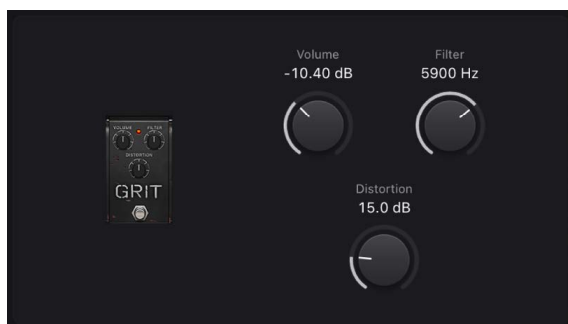 Volume
-10.40 dB
Filter
5900 Hz
VOLUME
FILTER
DISTORTION
GRIT
Distortion
15.0 dB